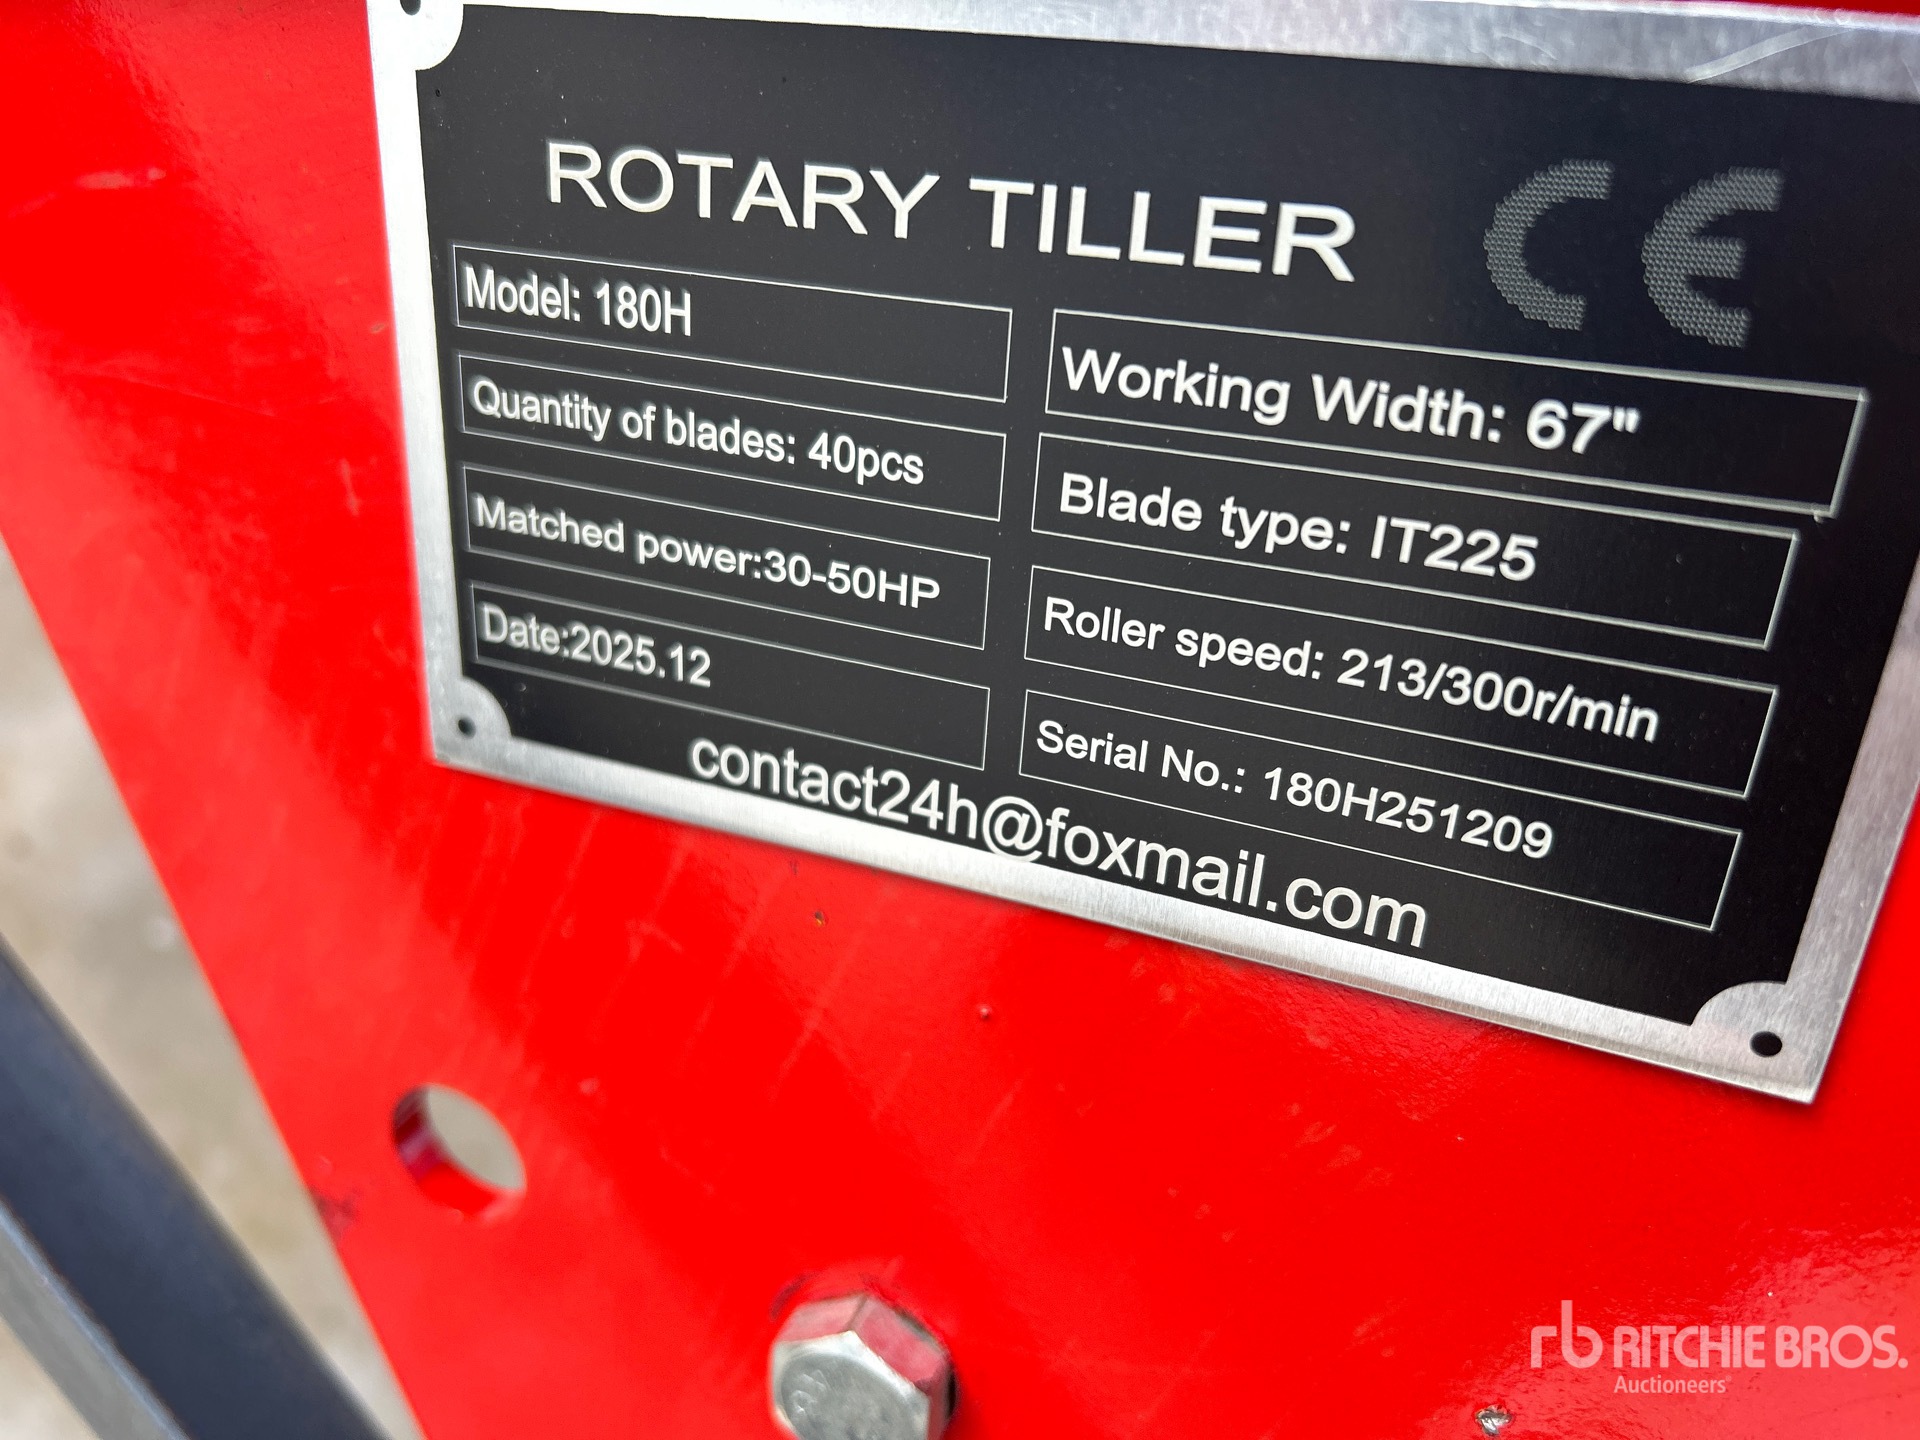 ROTARY TILLER CE
Model: 180H
Working Width: 67"
Quantity of blades: 40pcs
Blade type: IT225
Matched power:30-50HP
Roller speed: 213/300r/min
Date:2025.12
Serial No.: 180H251209
contact24h@foxmail.com
rb RITCHIE BROS.
Auctioneers